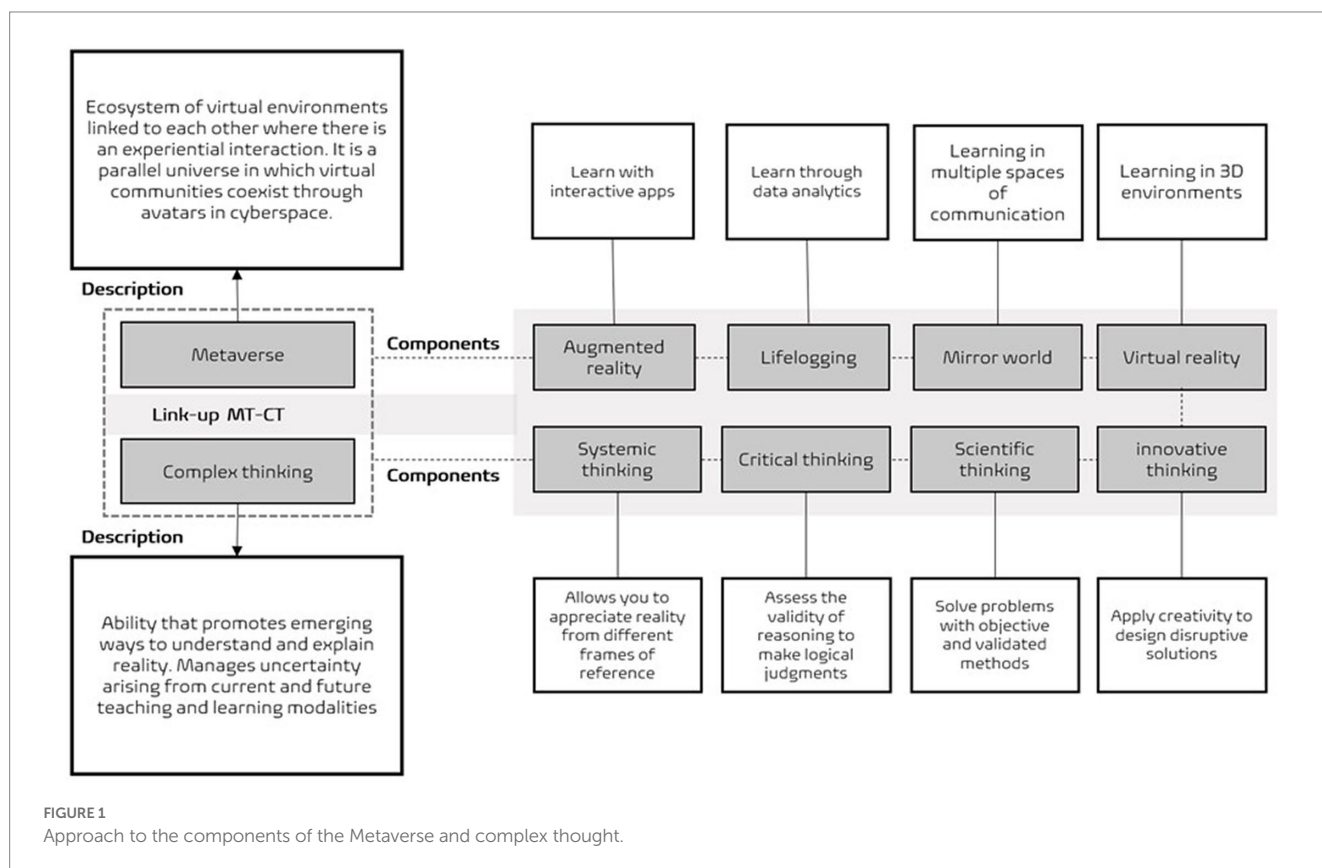 Ecosystem of virtual environments
linked to each other where there is
an experiential interaction. It is a
parallel universe in which virtual
communities coexist through
avatars in cyberspace.
Learn with
interactive apps
Learn through
data analytics
Learning in
multiple spaces
of
communication
Learning in 3D
environments
Description
Metaverse
Components
Augmented
reality
Lifelogging
Mirror world
Virtual reality
Link-up MT-CT
Complex thinking
Components
Systemic
thinking
Critical thinking
Scientific
thinking
innovative
thinking
Description
Ability that promotes emerging
ways to understand and explain
reality. Manages uncertainty
arising from current and future
teaching and learning modalities
Allows you to
appreciate reality
from different
frames of
reference
Assess the
validity of
reasoning to
make logical
judgments
Solve problems
with objective
and validated
methods
Apply creativity to
design disruptive
solutions
FIGURE 1
Approach to the components of the Metaverse and complex thought.